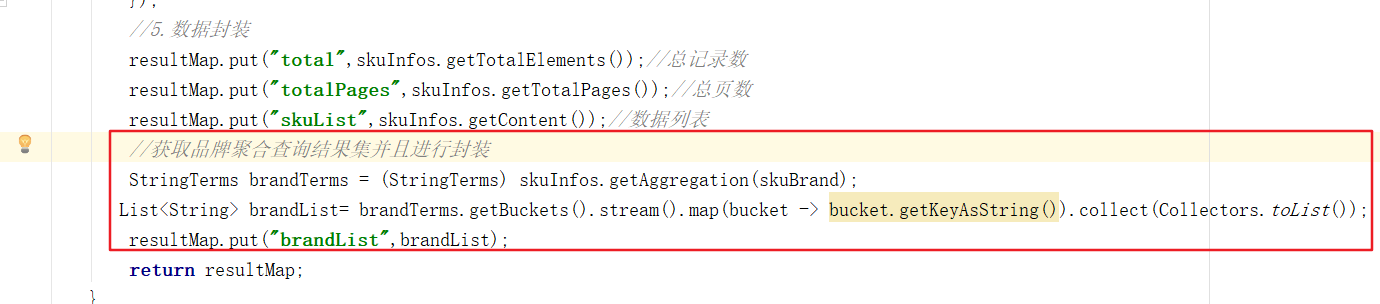 });
//5.数据封装
resultMap.put("total",skuInfos.getTotalElements());//总记录数
resultMap.put("totalPages",skuInfos.getTotalPages());//总页数
resultMap.put("skuList",skuInfos.getContent());//数据列表
//获取品牌聚合查询结果集并且进行封装
StringTerms brandTerms = (StringTerms) skuInfos.getAggregation(skuBrand);
List<String> brandList= brandTerms.getBuckets().stream().map(bucket -> bucket.getKeyAsString()).collect(Collectors.toList());
resultMap.put("brandList",brandList);
return resultMap;
}